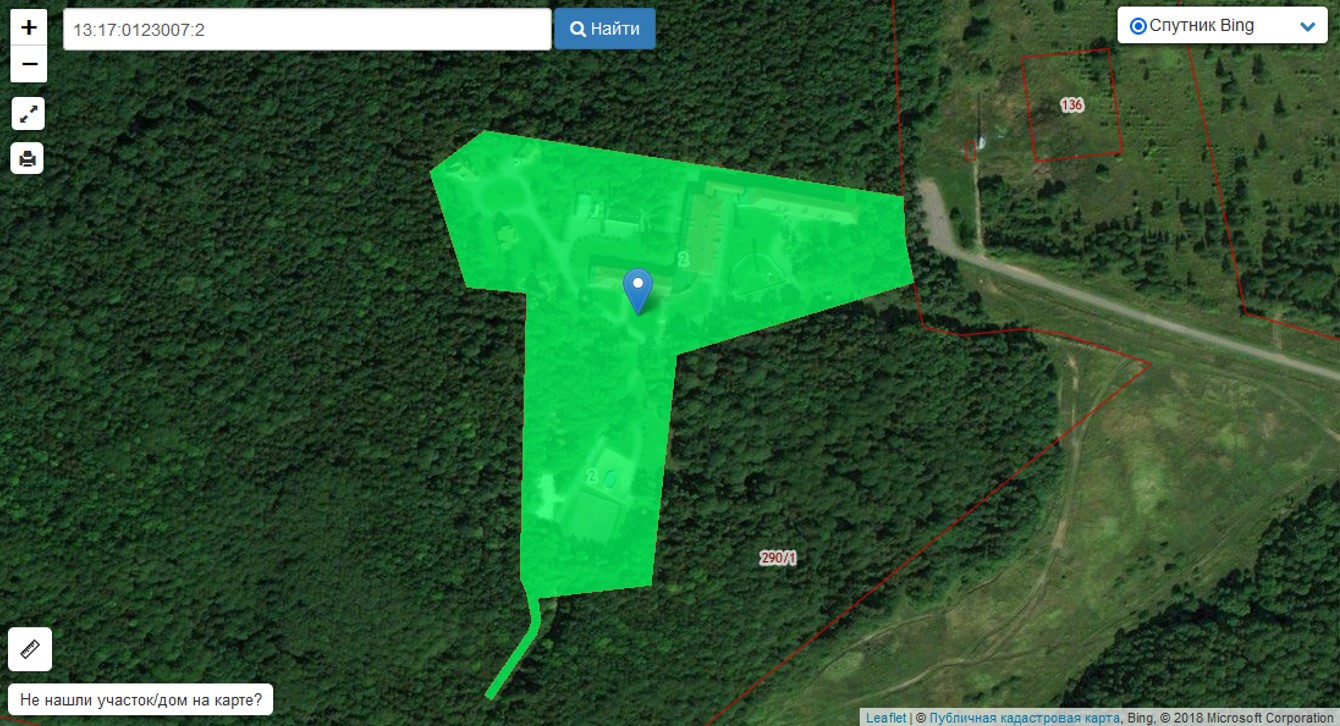 +
13:17:0123007:2
Найти
Спутник Bing
−
136
2
2
290/1
Не нашли участок/дом на карте?
Leaflet | © Публичная кадастровая карта, Bing, © 2018 Microsoft Corporation